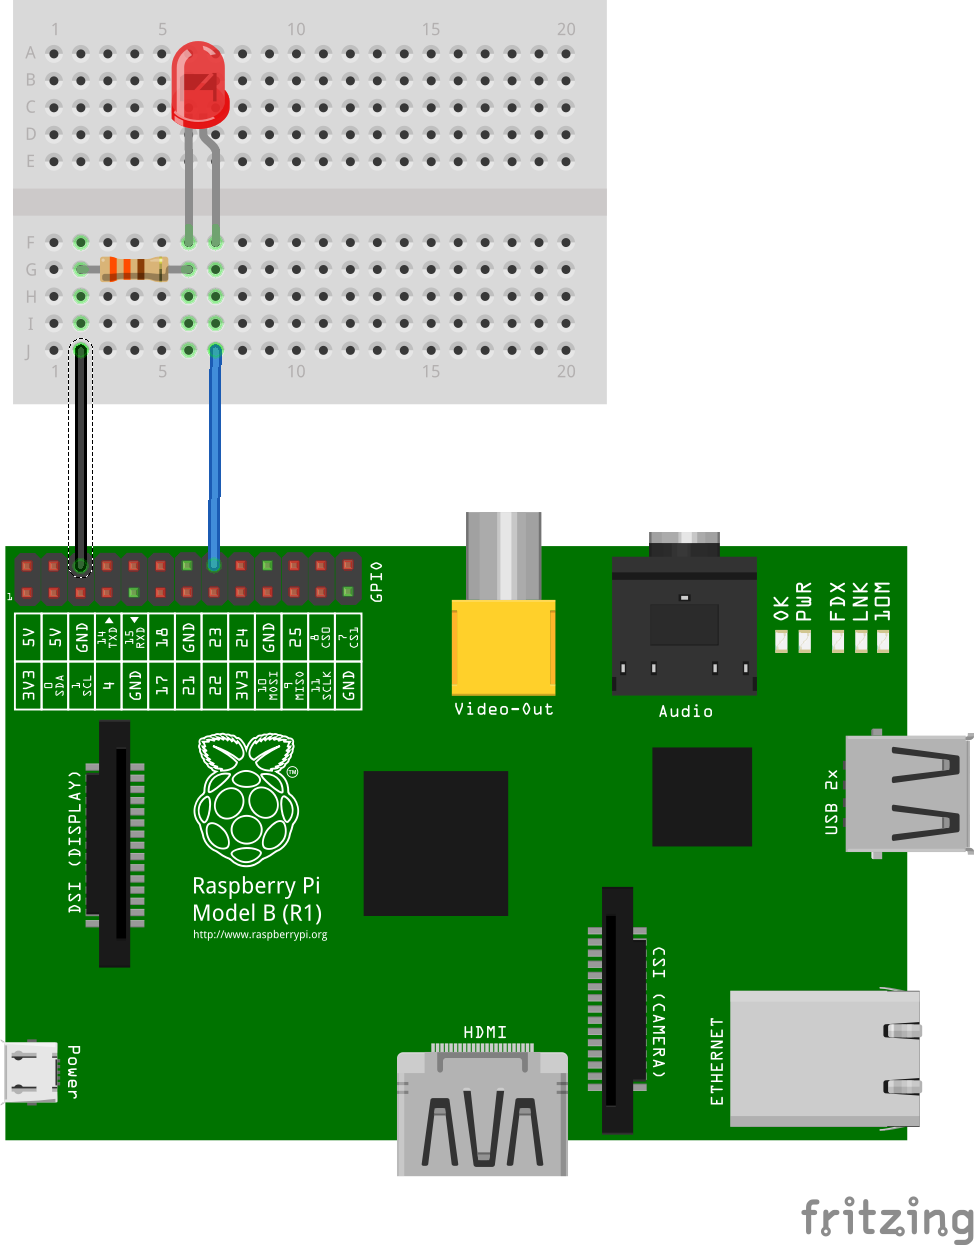 1 5 10 15 20
A
B
C
D
E
F
G
H
I
J
1 5 10 15 20
1
GPIO
5V 5V GND 14 TXD 15 RXD 18 GND 23 24 GND 25 8 CS0 7 CS1
3V3 0 SDA 1 SCL 4 GND 17 21 22 3V3 10 MOSI 9 MISO 11 SCLK GND
OK PWR FDX LNK 10M
Video-Out
Audio
USB 2x
DSI (DISPLAY)
TM
Raspberry Pi
Model B (R1)
http://www.raspberrypi.org
CSI (CAMERA)
HDMI
ETHERNET
Power
fritzing